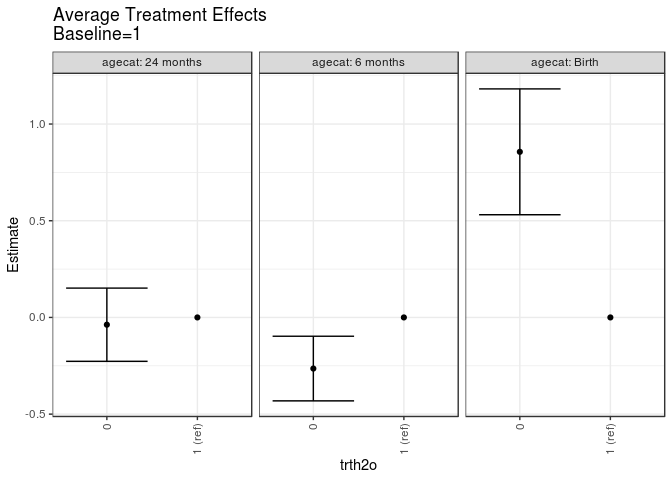 Average Treatment Effects
Baseline=1
agecat: 24 months
agecat: 6 months
agecat: Birth
Estimate
1.0
0.5
0.0
-0.5
0
1 (ref)
0
1 (ref)
0
1 (ref)
trth2o